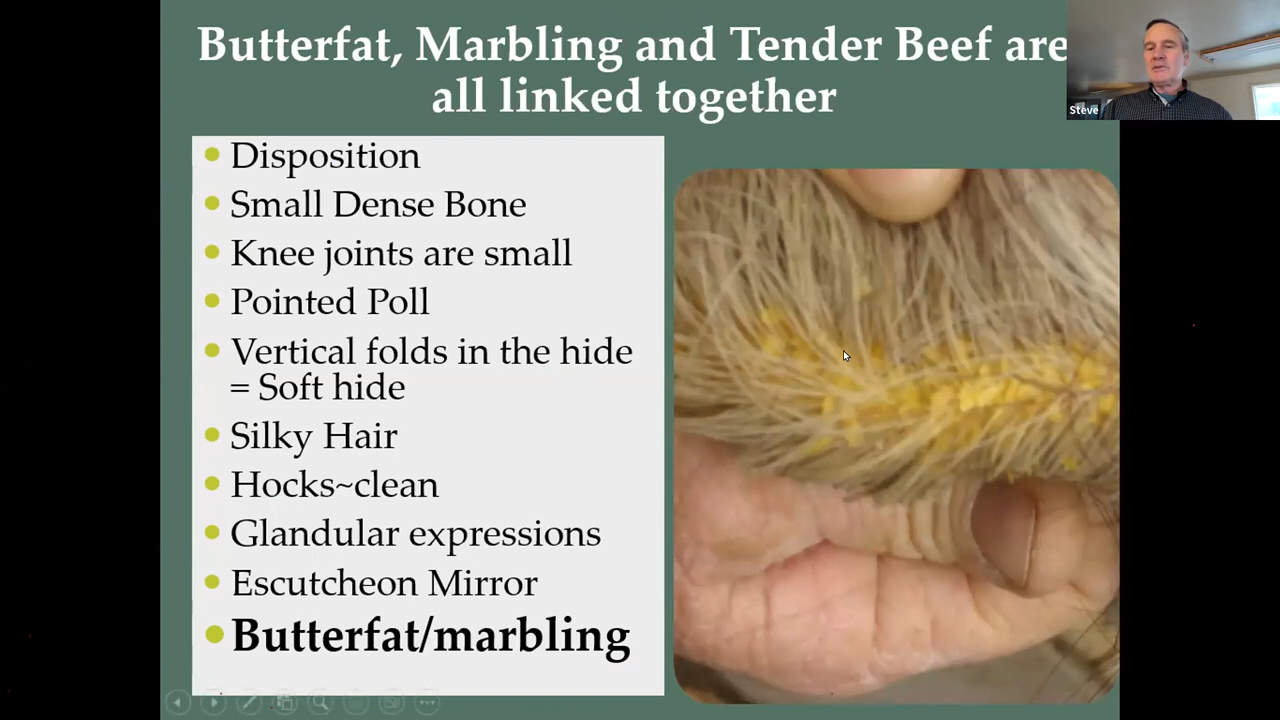 Butterfat, Marbling and Tender Beef are
all linked together
Steve
Disposition
Small Dense Bone
Knee joints are small
Pointed Poll
Vertical folds in the hide
= Soft hide
Silky Hair
Hocks~clean
Glandular expressions
Escutcheon Mirror
Butterfat/marbling